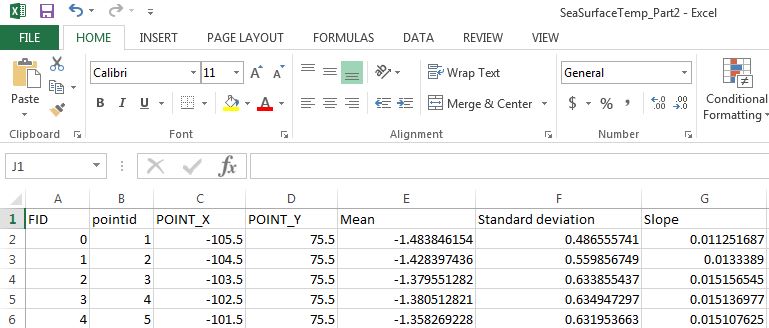 SeaSurfaceTemp_Part2 - Excel
FILE HOME INSERT PAGE LAYOUT FORMULAS DATA REVIEW VIEW
Paste
Calibri 11 A A
B I U A
Wrap Text
Merge & Center
General
$ % , .0 .00 .00 .0
Conditional
Formatting
Clipboard Font Alignment Number
J1 fx
A B C D E F G
1 FID pointid POINT_X POINT_Y Mean Standard deviation Slope
2 0 1 -105.5 75.5 -1.483846154 0.486555741 0.011251687
3 1 2 -104.5 75.5 -1.428397436 0.559856749 0.0133389
4 2 3 -103.5 75.5 -1.379551282 0.633855437 0.015156545
5 3 4 -102.5 75.5 -1.380512821 0.634947297 0.015136977
6 4 5 -101.5 75.5 -1.358269228 0.631953663 0.015107625